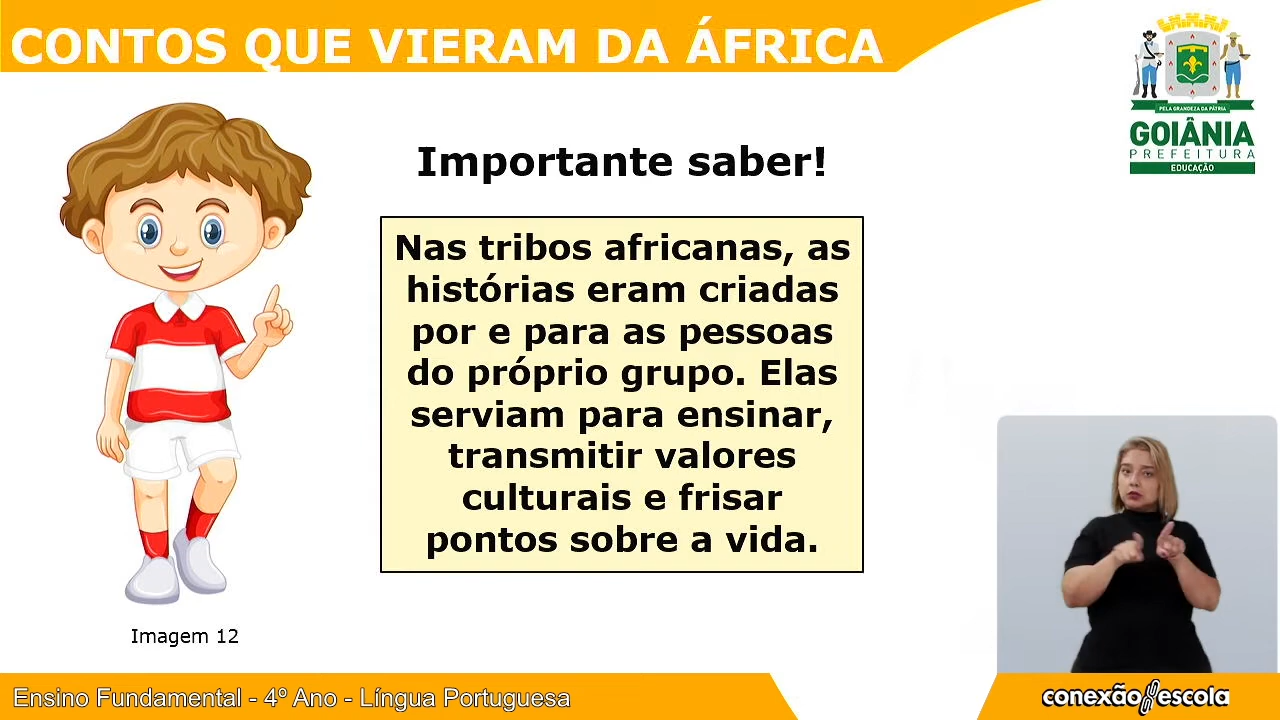 CONTOS QUE VIERAM DA ÁFRICA
PELA GRANDEZA DA PÁTRIA
GOIÂNIA
PREFEITURA
EDUCAÇÃO
Importante saber!
Nas tribos africanas, as
histórias eram criadas
por e para as pessoas
do próprio grupo. Elas
serviam para ensinar,
transmitir valores
culturais e frisar
pontos sobre a vida.
Imagem 12
Ensino Fundamental - 4º Ano - Língua Portuguesa
conexão escola